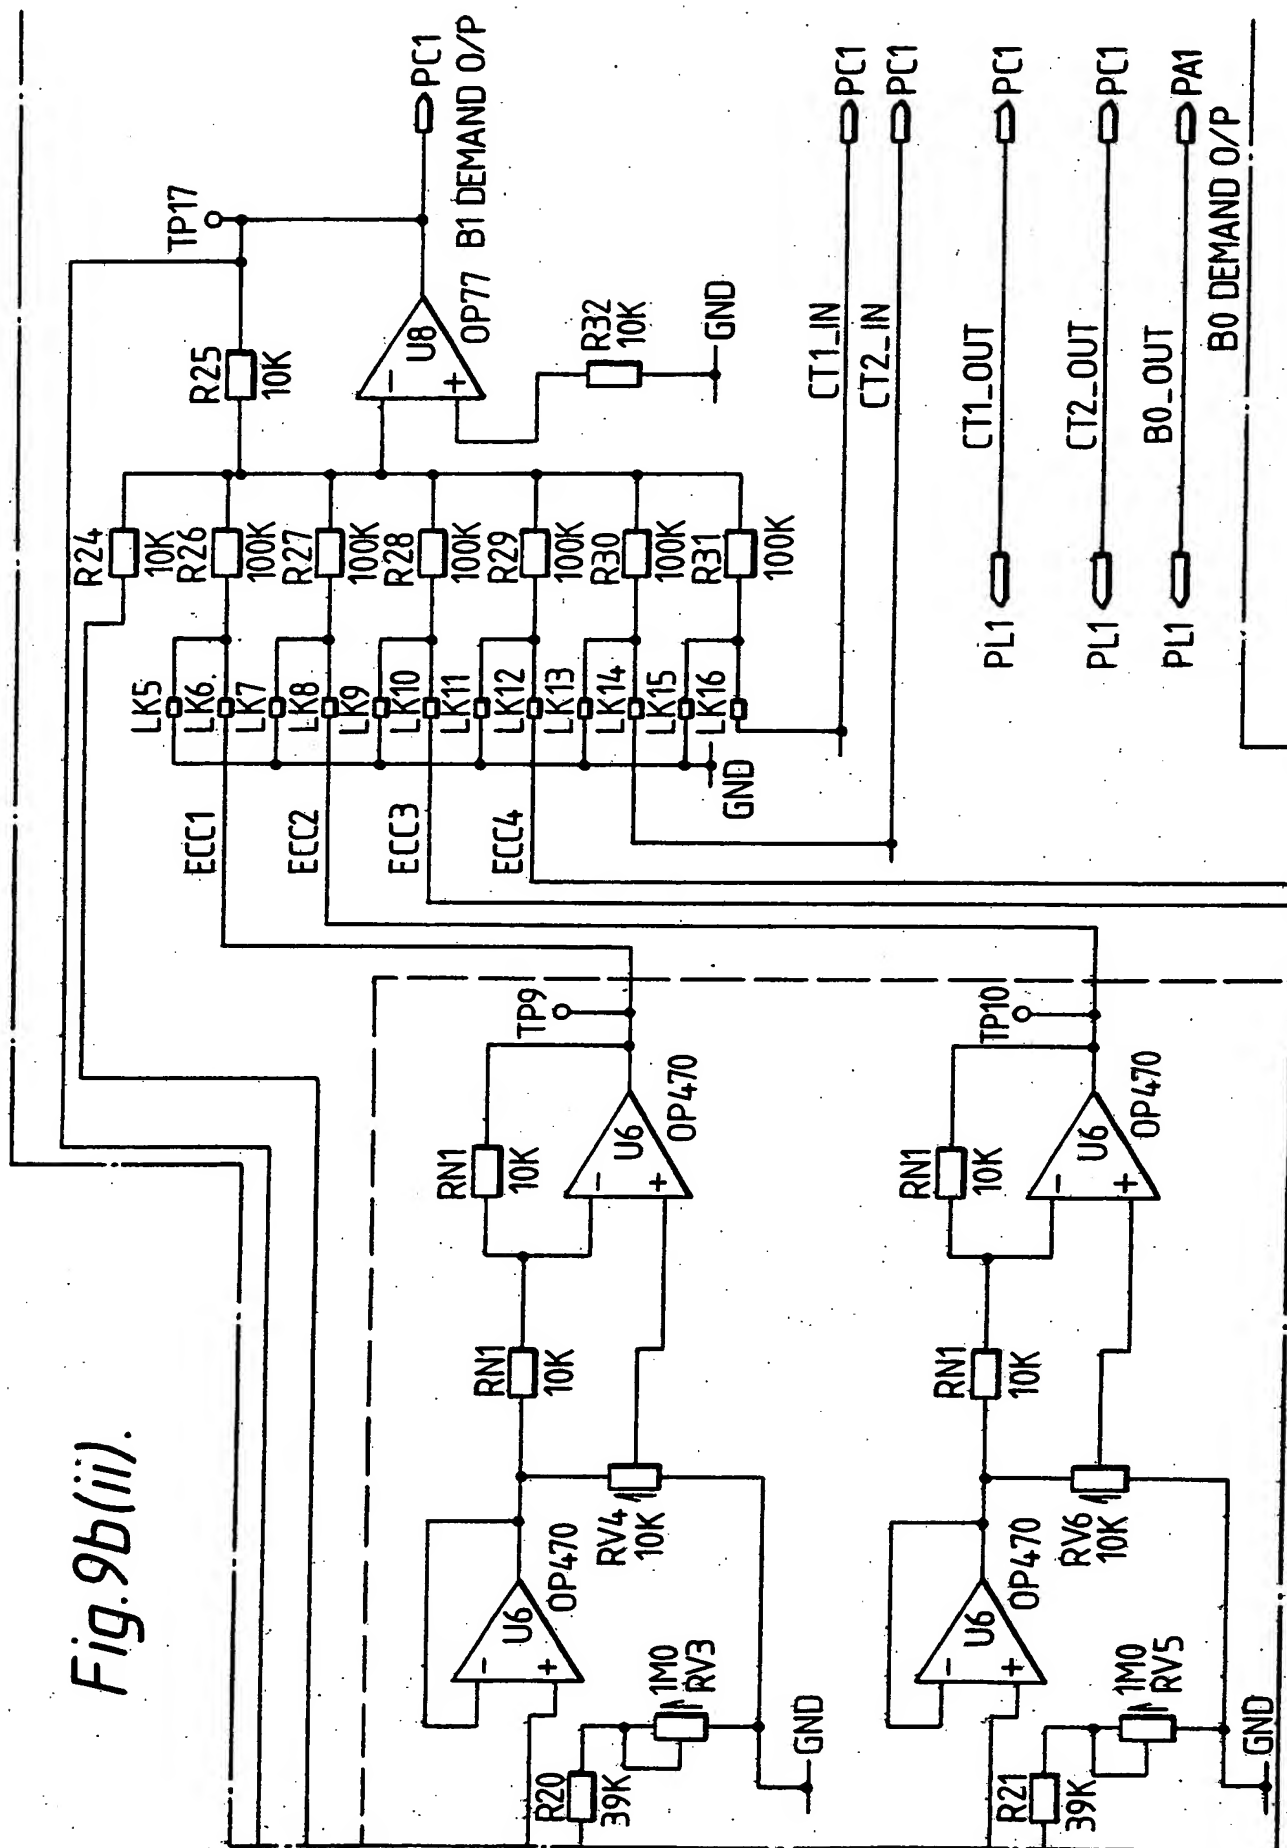 Fig.9b(ii).
TP17
PC1
B1 DEMAND O/P
R25
10K
U8
-
+
OP77
R32
10K
GND
R24
10K
R26
100K
R27
100K
R28
100K
R29
100K
R30
100K
R31
100K
LK5
LK6
LK7
LK8
LK9
LK10
LK11
LK12
LK13
LK14
LK15
LK16
GND
ECC1
ECC2
ECC3
ECC4
CT1_IN
PC1
CT2_IN
PC1
PL1
CT1_OUT
PC1
PL1
CT2_OUT
PC1
PL1
B0_OUT
PA1
B0 DEMAND O/P
TP9
RN1
10K
U6
-
+
OP470
RN1
10K
RV4
10K
U6
-
+
OP470
1M0
RV3
R20
39K
GND
TP10
RN1
10K
U6
-
+
OP470
RN1
10K
RV6
10K
U6
-
+
OP470
1M0
RV5
R21
39K
GND